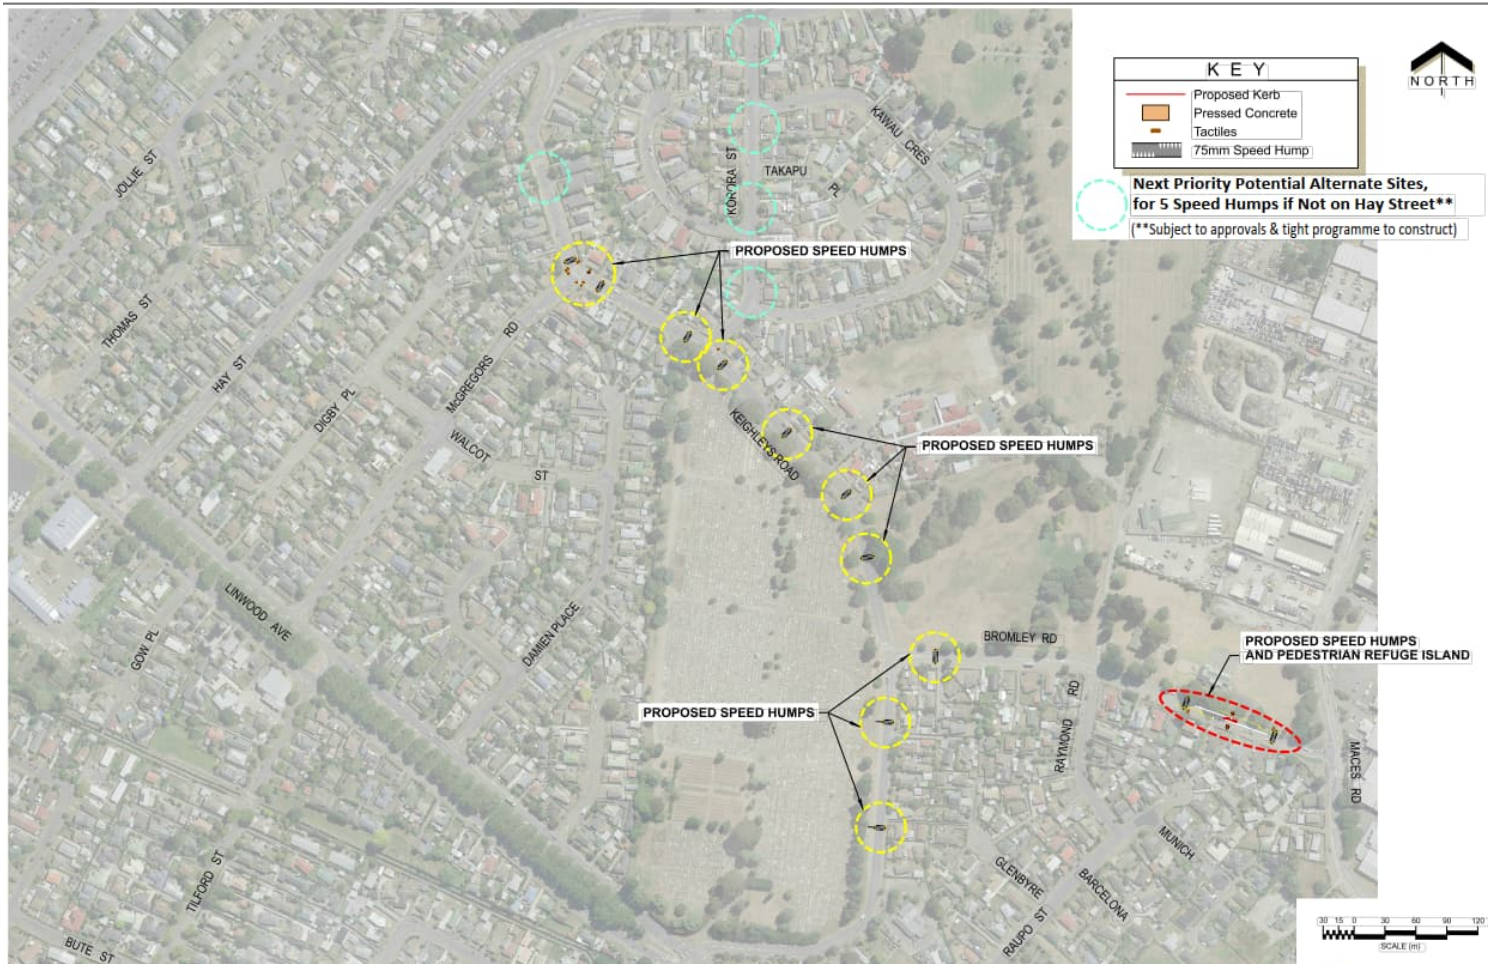 KEY
Proposed Kerb
Pressed Concrete
Tactiles
75mm Speed Hump
NORTH
Next Priority Potential Alternate Sites,
for 5 Speed Humps if Not on Hay Street**
(**Subject to approvals & tight programme to construct)
JOLLIE ST
KAWAU CRES
KORORA ST
TAKAPU PL
PROPOSED SPEED HUMPS
THOMAS ST
HAY ST
McGREGORS RD
DIGBY PL
WALCOT ST
KEIGHLEYS ROAD
PROPOSED SPEED HUMPS
LINWOOD AVE
GOW PL
DAMIEN PLACE
BROMLEY RD
PROPOSED SPEED HUMPS
AND PEDESTRIAN REFUGE ISLAND
PROPOSED SPEED HUMPS
RAYMOND RD
MACES RD
MUNICH
GLENBYRE
BARCELONA
RAUPO ST
TILFORD ST
BUTE ST
30 15 0 30 60 90 120
SCALE (m)